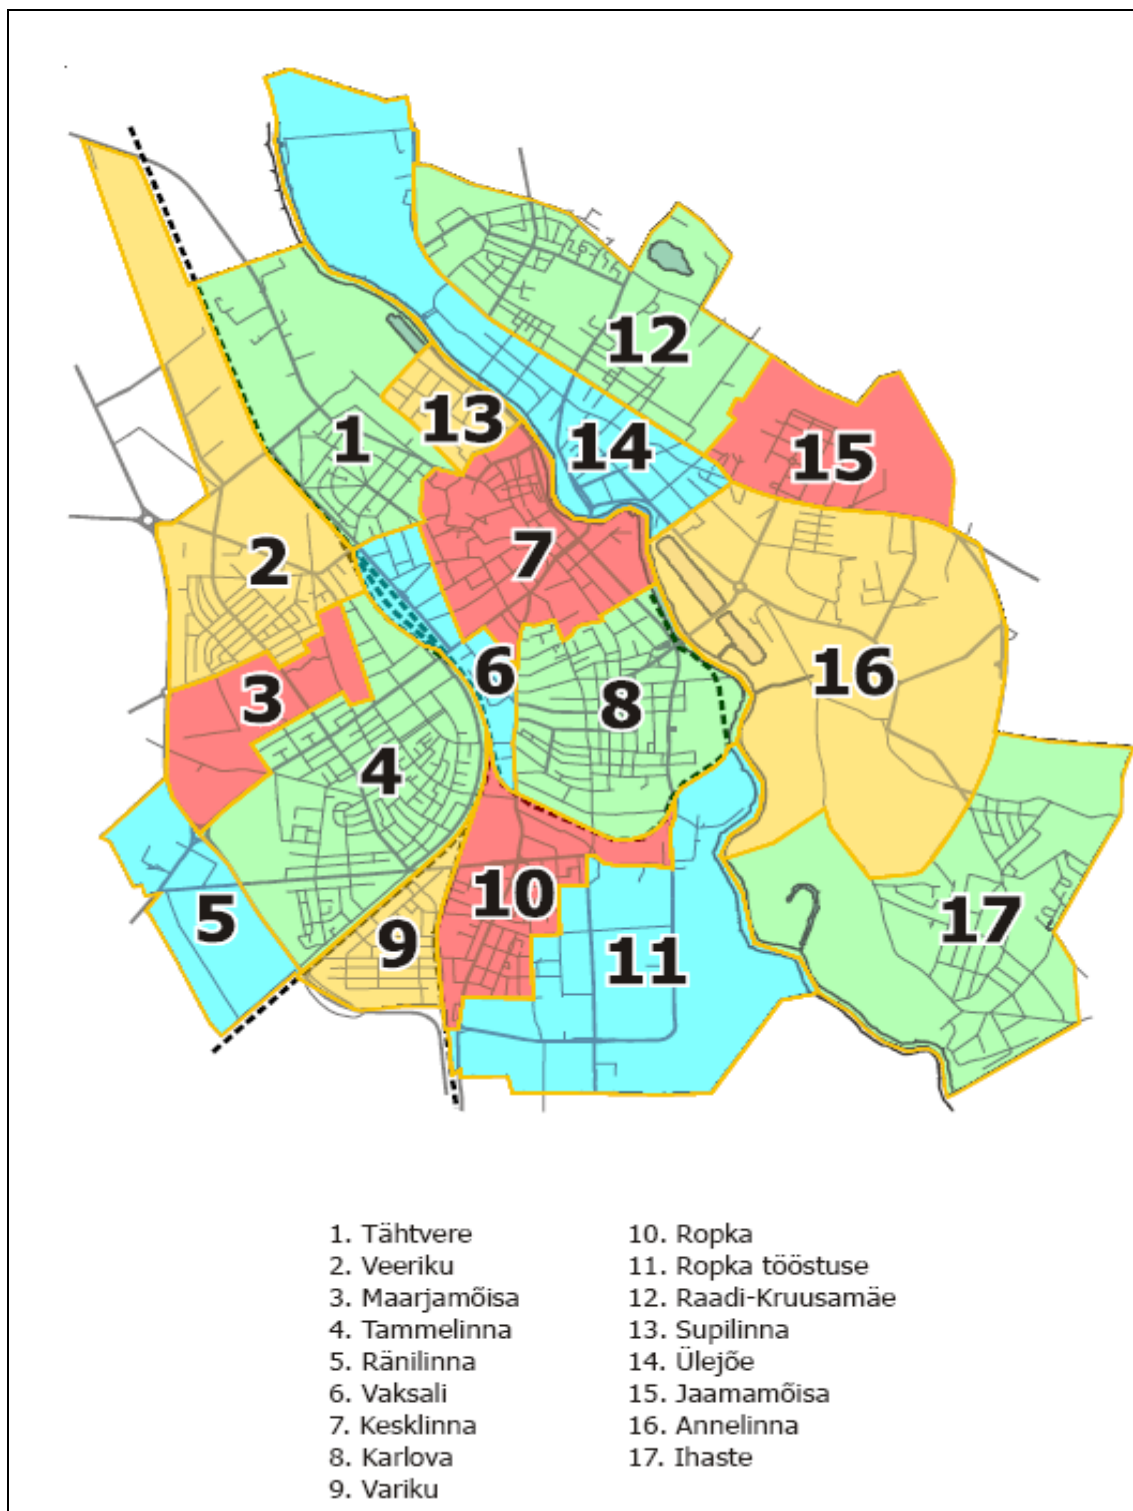 12
13
1
14
15
2
7
6
16
3
8
4
10
5
17
9
11
1. Tähtvere
2. Veeriku
3. Maarjamõisa
4. Tammelinna
5. Ränilinna
6. Vaksali
7. Kesklinna
8. Karlova
9. Variku
10. Ropka
11. Ropka tööstuse
12. Raadi-Kruusamäe
13. Supilinna
14. Ülejõe
15. Jaamamõisa
16. Annelinna
17. Ihaste